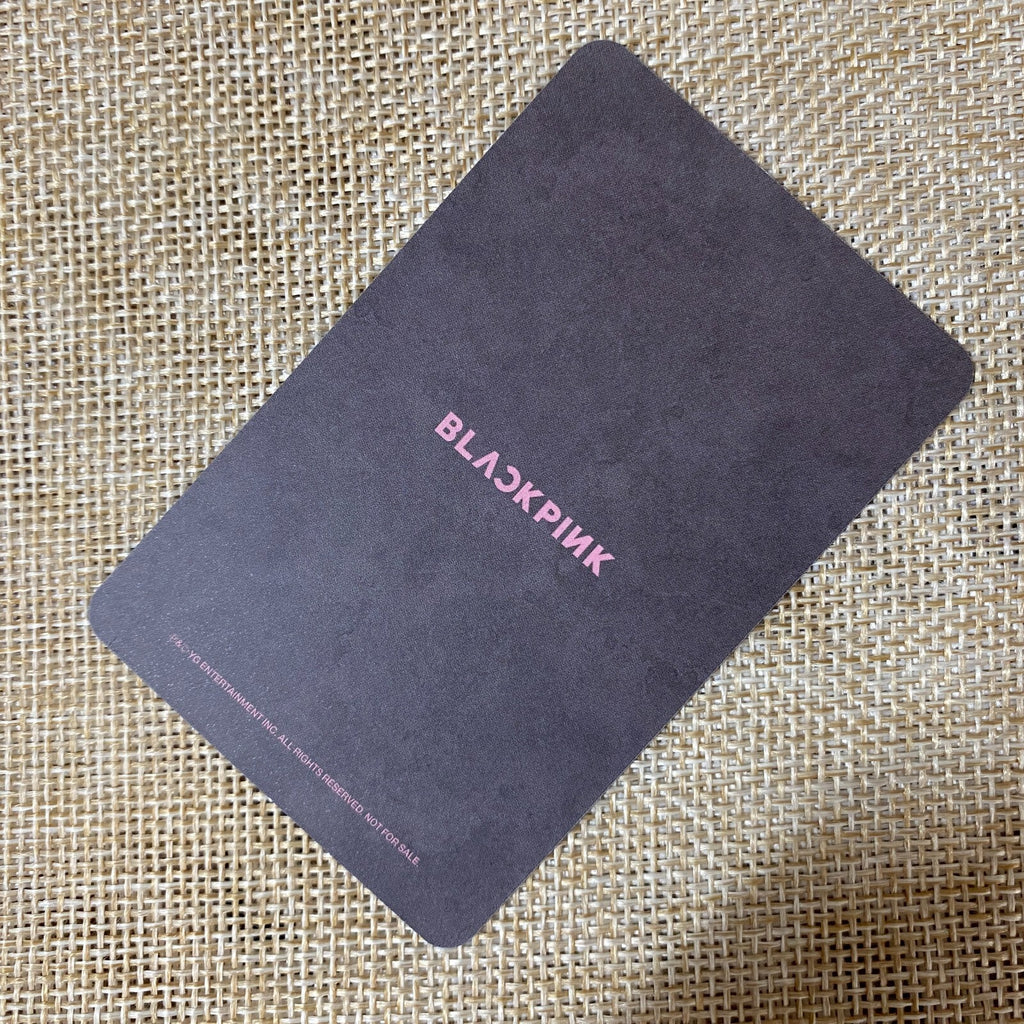 BLACKPINK
℗&©YG ENTERTAINMENT INC. ALL RIGHTS RESERVED. NOT FOR SALE.